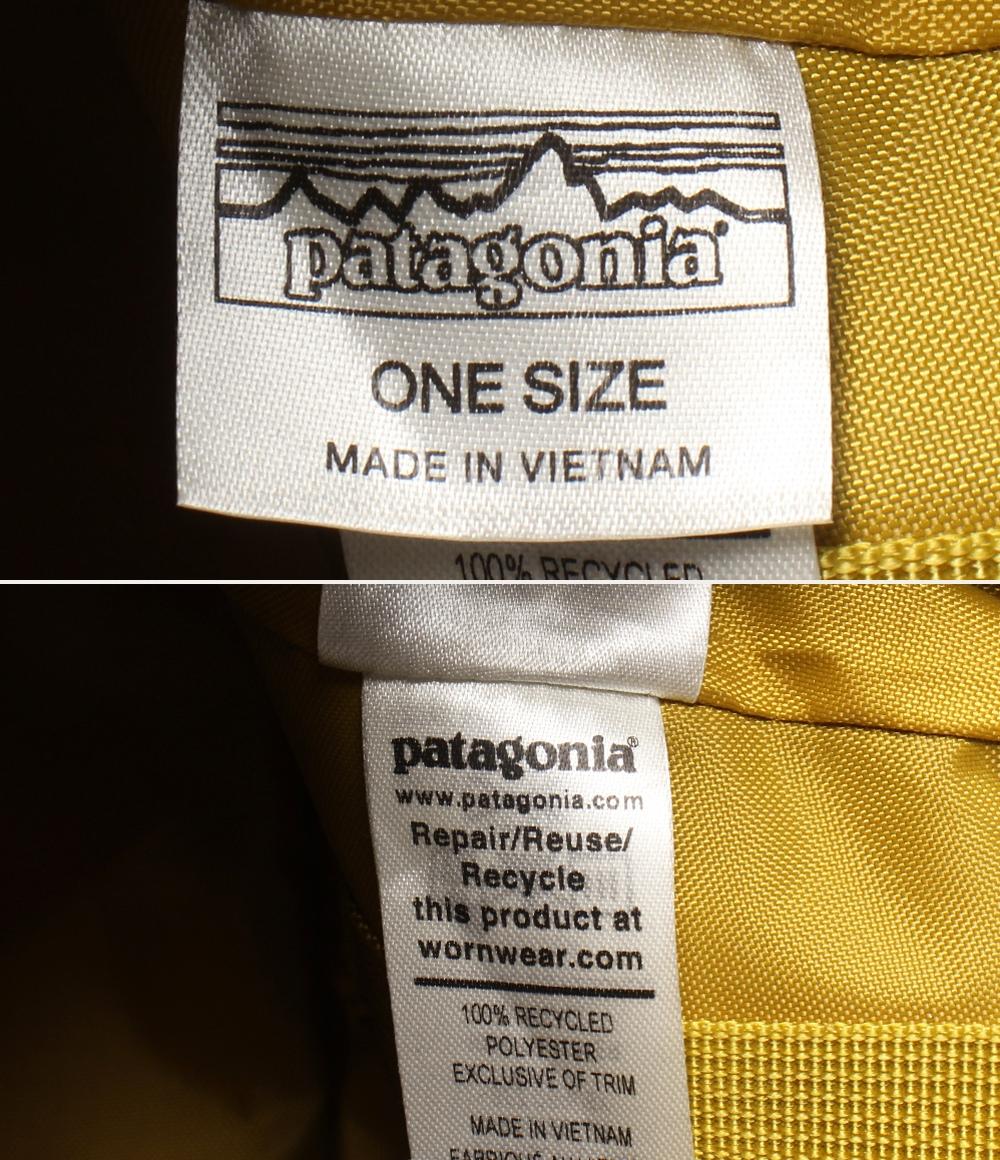 patagonia®
ONE SIZE
MADE IN VIETNAM
100% RECYCLED
patagonia®
www.patagonia.com
Repair/Reuse/
Recycle
this product at
wornwear.com
100% RECYCLED
POLYESTER
EXCLUSIVE OF TRIM
MADE IN VIETNAM